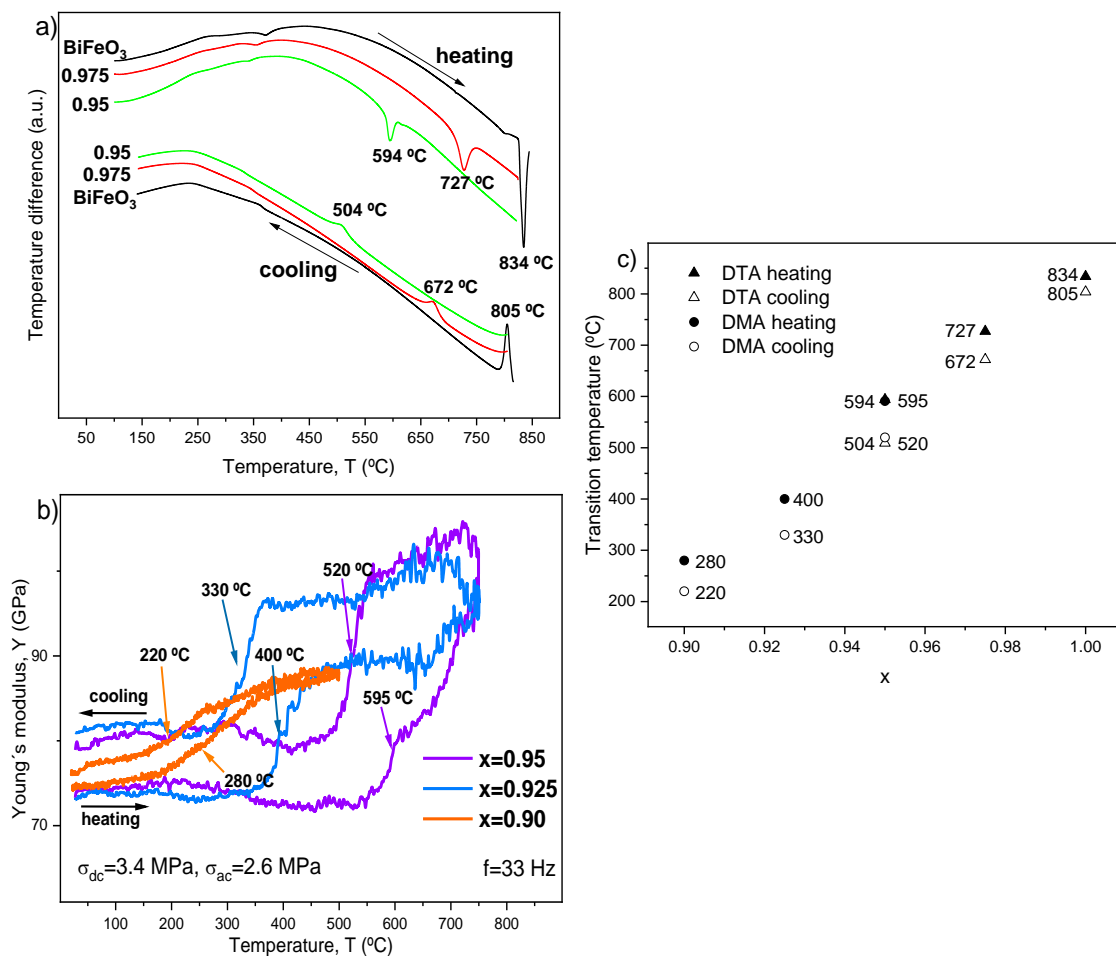 a)
BiFeO₃
0.975
0.95
heating
594 ºC
727 ºC
834 ºC
0.95
0.975
BiFeO₃
504 ºC
cooling
672 ºC
805 ºC
Temperature difference (a.u.)
50 150 250 350 450 550 650 750 850
Temperature, T (ºC)
b)
520 ºC
330 ºC
220 ºC
400 ºC
595 ºC
cooling
280 ºC
heating
x=0.95
x=0.925
x=0.90
σdc=3.4 MPa, σac=2.6 MPa
f=33 Hz
90
70
Young´s modulus, Y (GPa)
100 200 300 400 500 600 700 800
Temperature, T (ºC)
c)
DTA heating
DTA cooling
DMA heating
DMA cooling
834
805
727
672
594 595
504 520
400
330
280
220
800
700
600
500
400
300
200
Transition temperature (ºC)
0.90 0.92 0.94 0.96 0.98 1.00
x